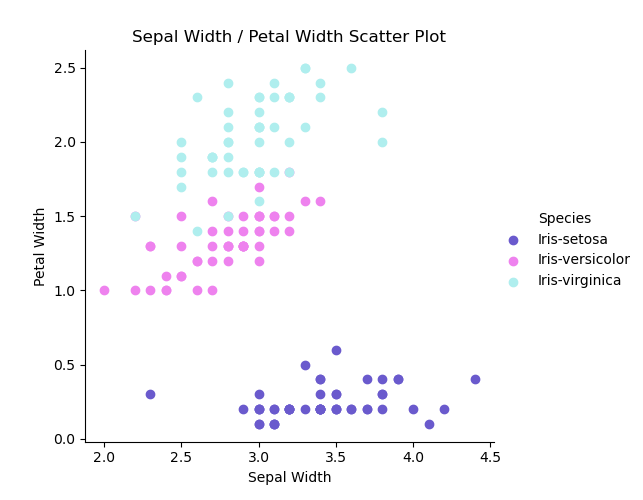 Sepal Width / Petal Width Scatter Plot
2.5
2.0
1.5
1.0
0.5
0.0
Petal Width
2.0 2.5 3.0 3.5 4.0 4.5
Sepal Width
Species
Iris-setosa
Iris-versicolor
Iris-virginica